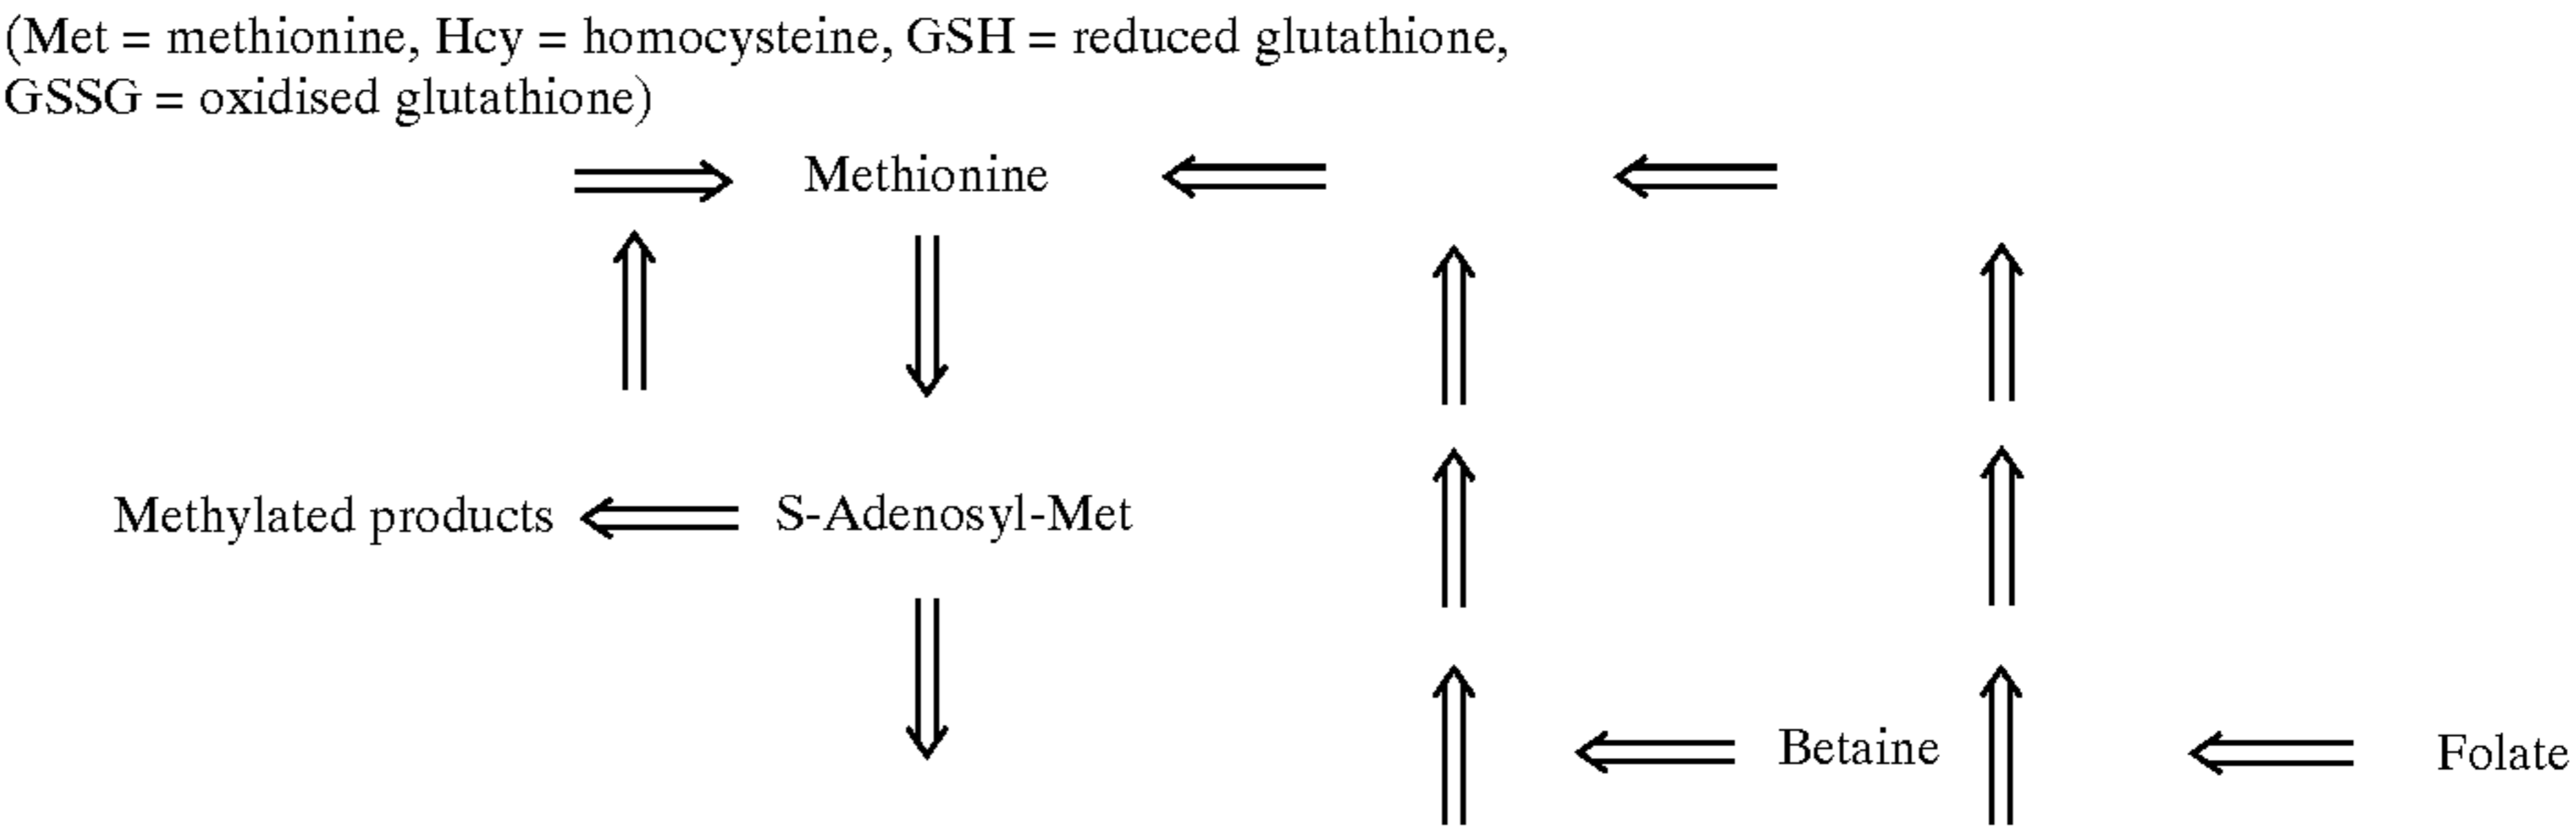 (Met = methionine, Hcy = homocysteine, GSH = reduced glutathione,
GSSG = oxidised glutathione)
Methionine
Methylated products S-Adenosyl-Met
Betaine Folate